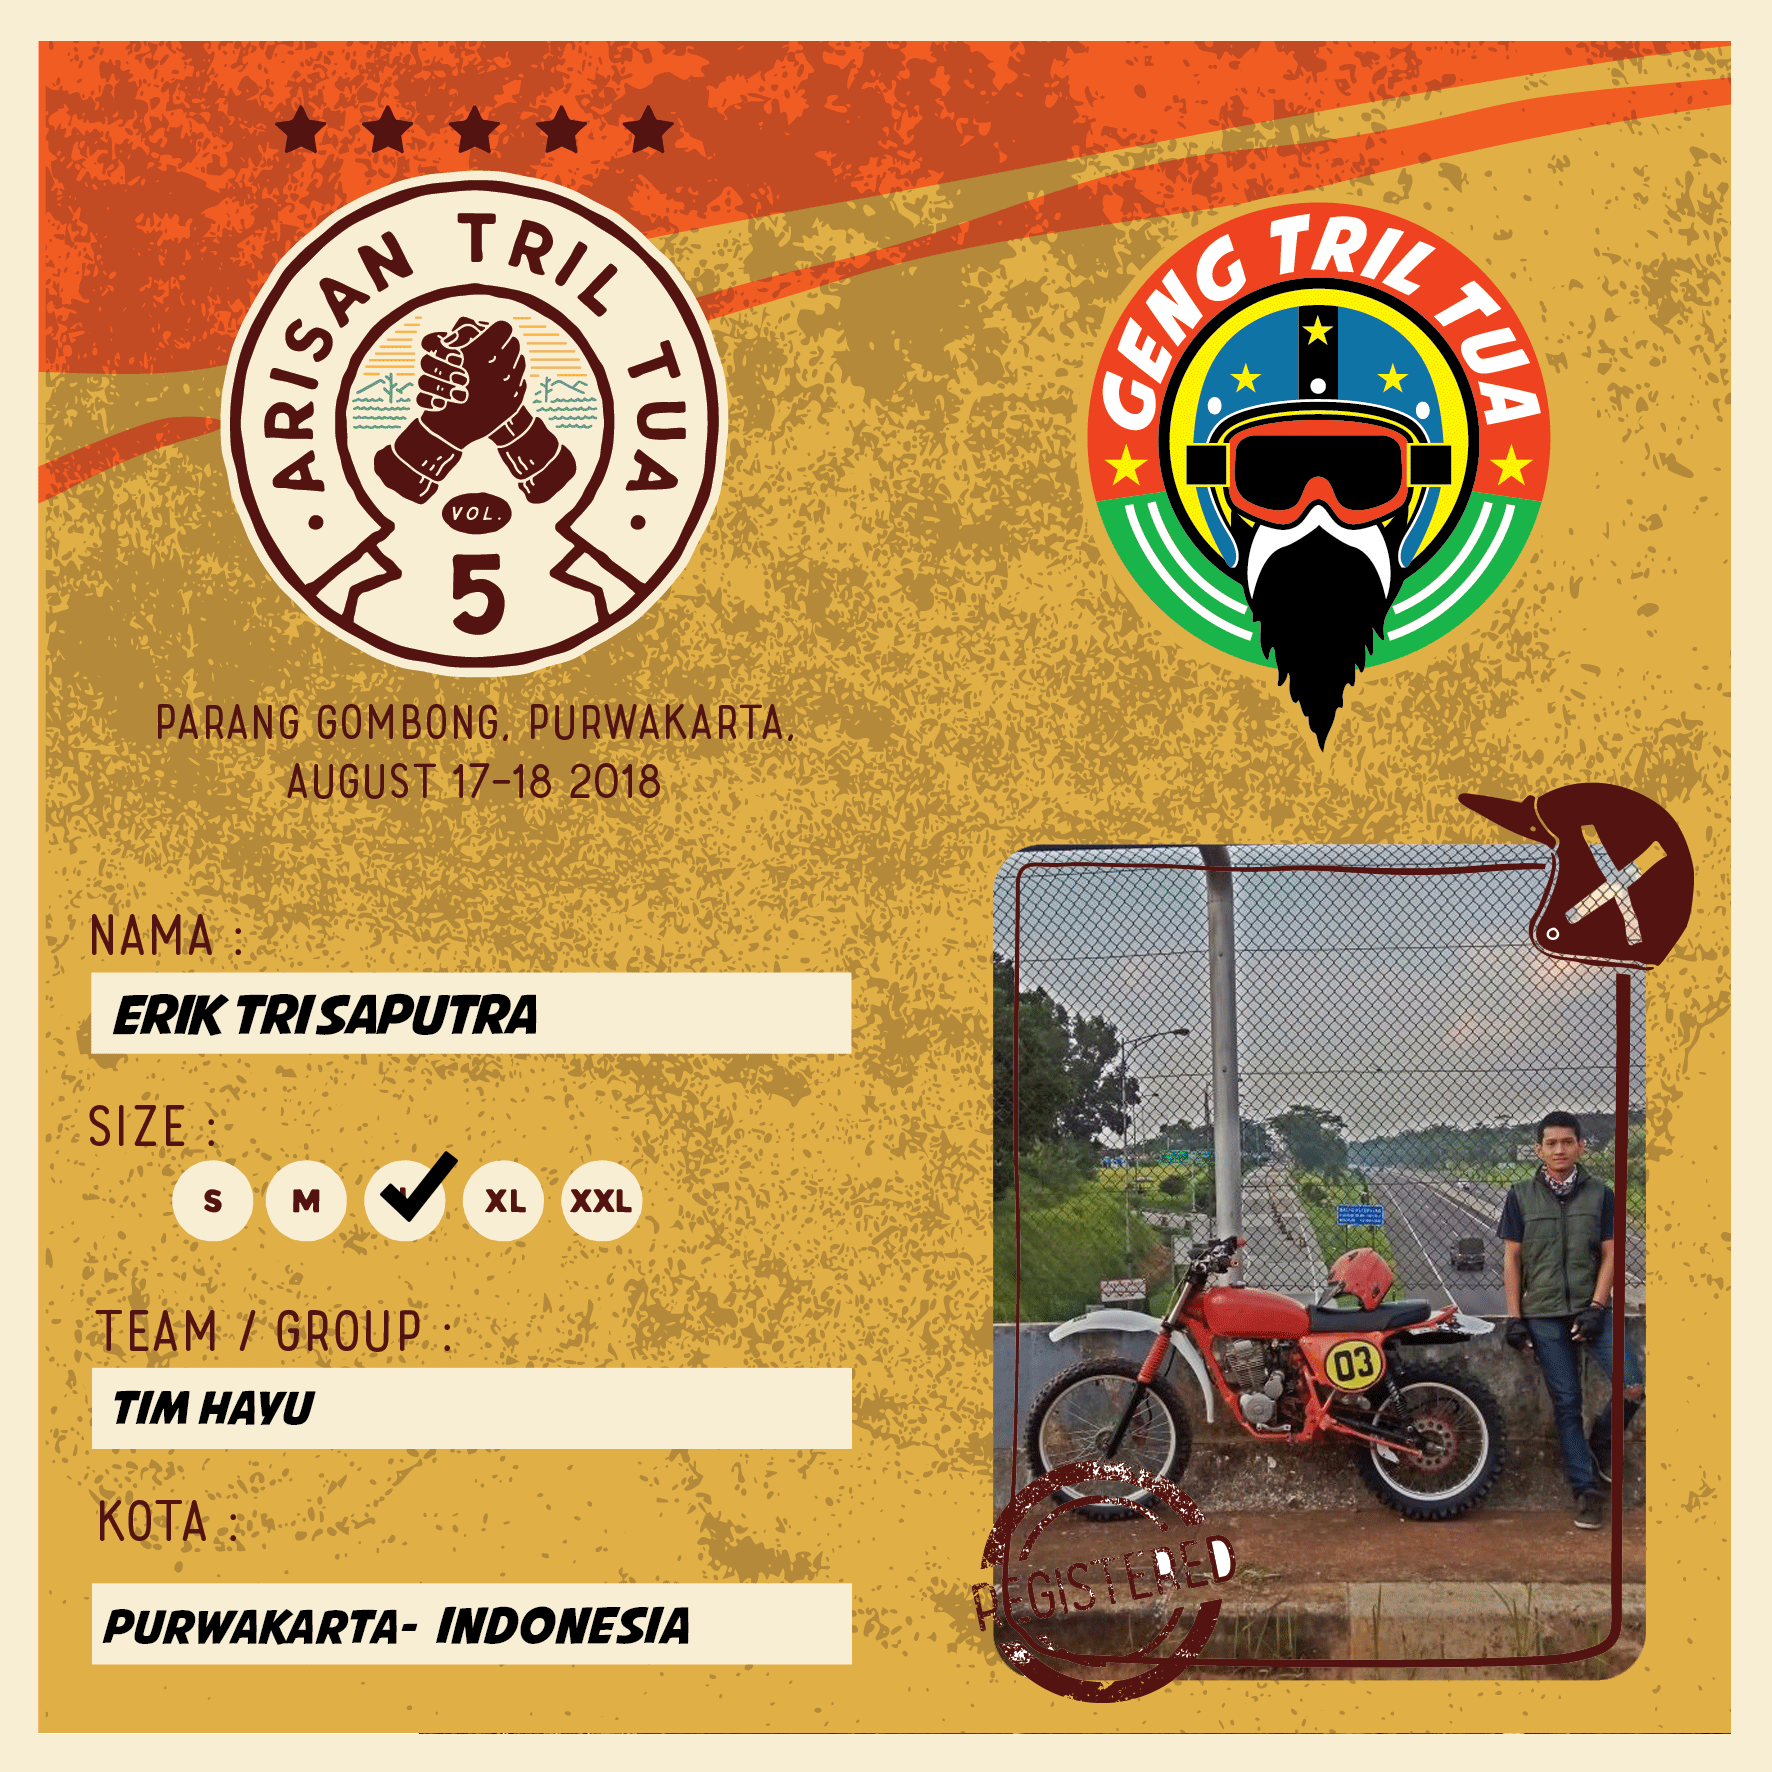 ARISAN TRIL TUA
VOL.
5
GENG TRIL TUA
PARANG GOMBONG, PURWAKARTA,
AUGUST 17-18 2018
NAMA :
ERIK TRI SAPUTRA
SIZE :
S M L XL XXL
TEAM / GROUP :
TIM HAYU
KOTA :
PURWAKARTA- INDONESIA
03
REGISTERED